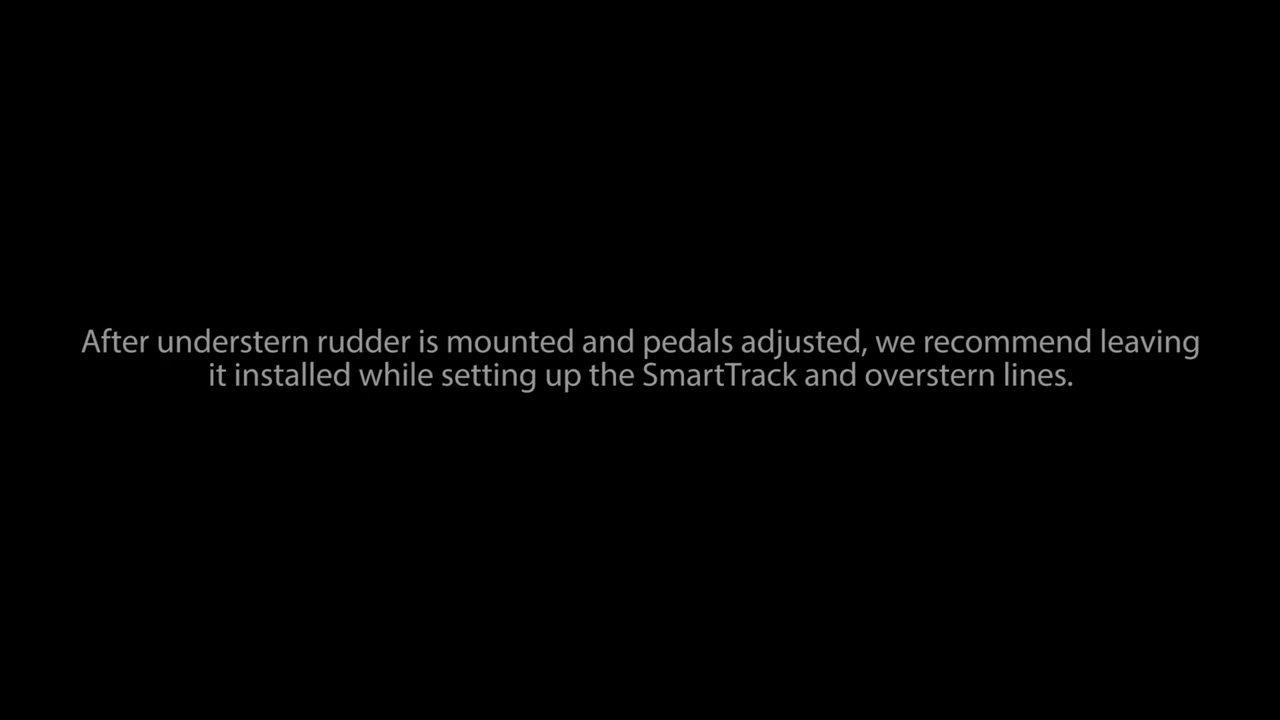 After understern rudder is mounted and pedals adjusted, we recommend leaving
it installed while setting up the SmartTrack and overstern lines.